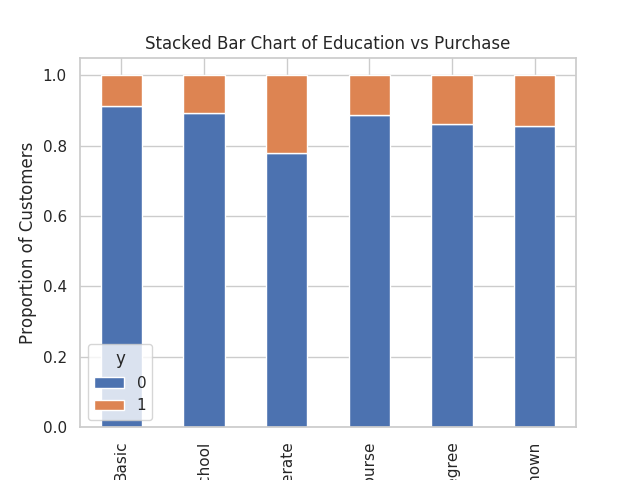 Stacked Bar Chart of Education vs Purchase
Proportion of Customers
1.0
0.8
0.6
0.4
0.2
0.0
y
0
1
Basic
chool
erate
ourse
egree
nown